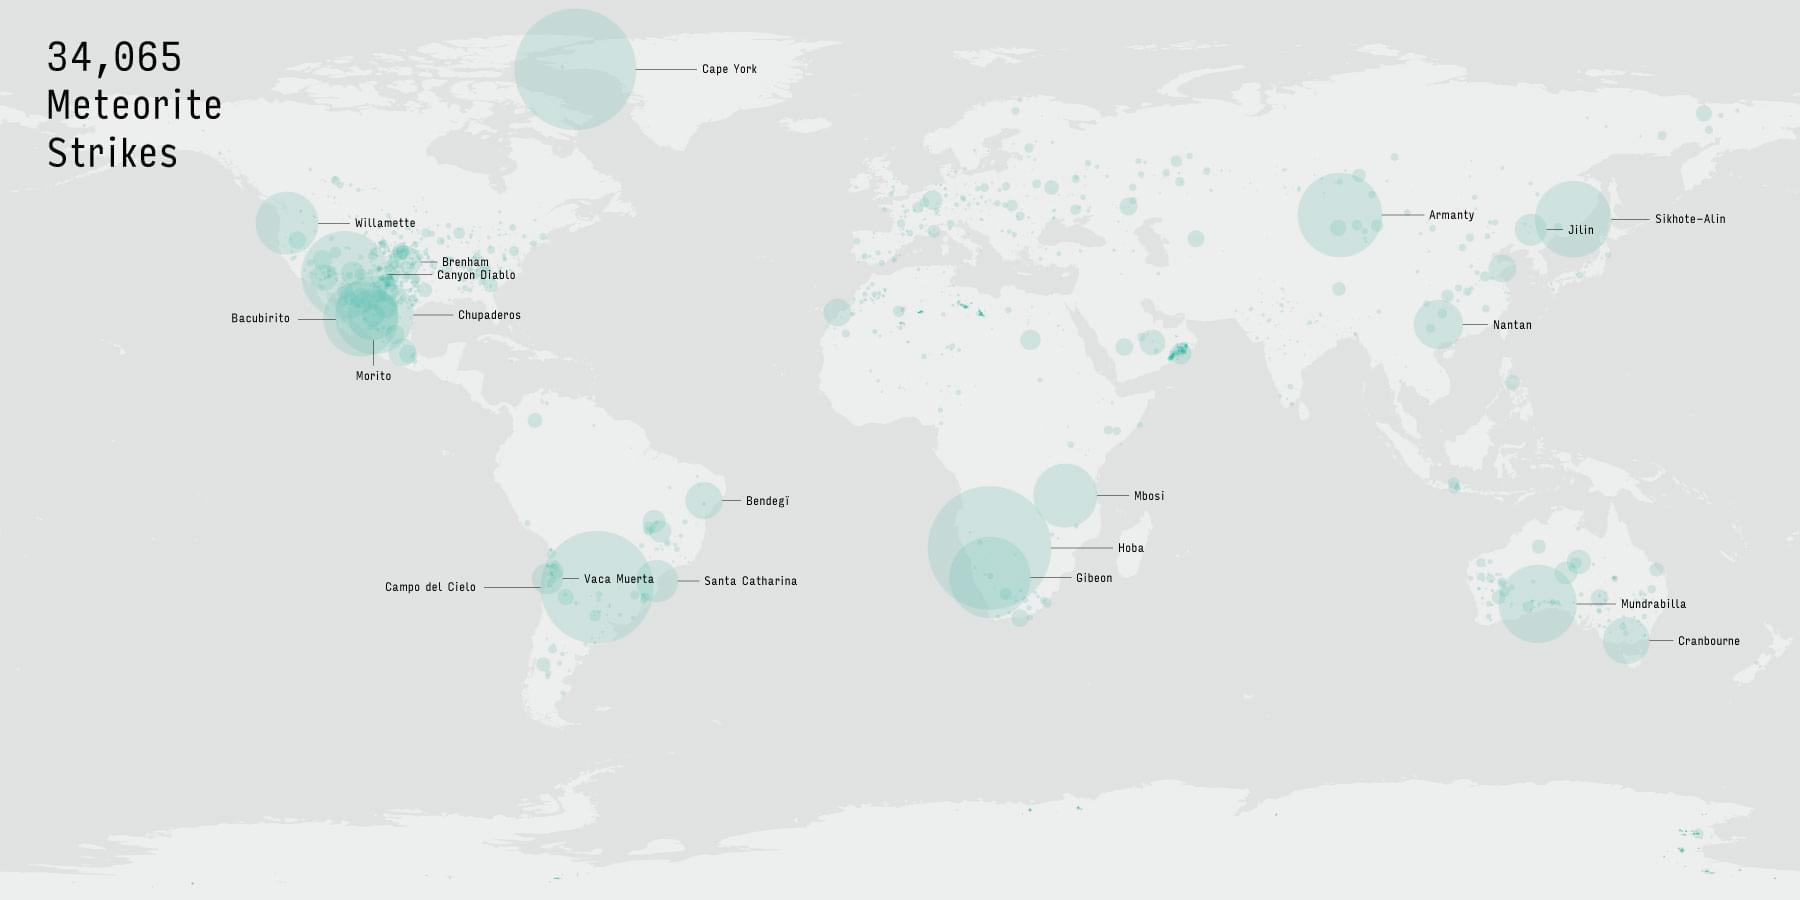 34,065
Meteorite
Strikes
Cape York
Willamette
Armanty
Sikhote-Alin
Jilin
Brenham
Canyon Diablo
Bacubirito
Chupaderos
Nantan
Morito
Bendegï
Mbosi
Hoba
Gibeon
Vaca Muerta
Santa Catharina
Campo del Cielo
Mundrabilla
Cranbourne